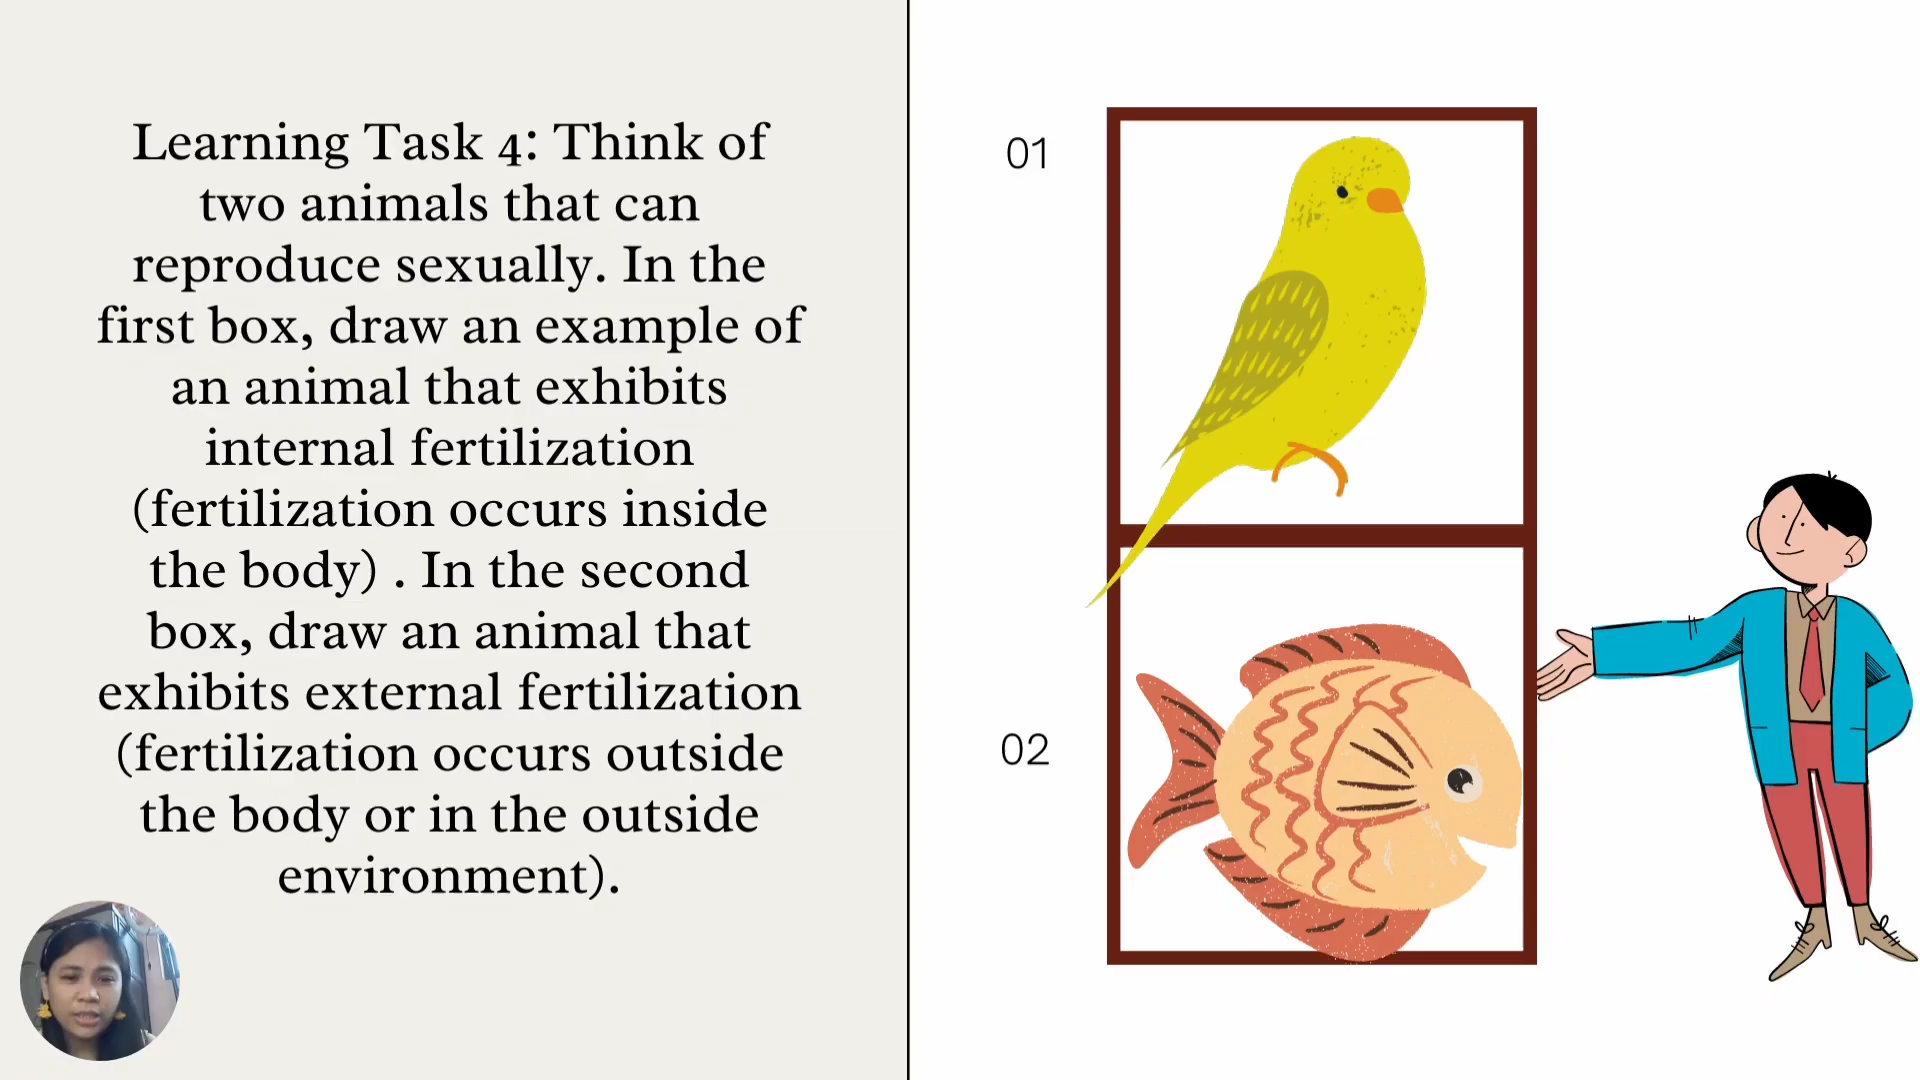 Learning Task 4: Think of
two animals that can
reproduce sexually. In the
first box, draw an example of
an animal that exhibits
internal fertilization
(fertilization occurs inside
the body) . In the second
box, draw an animal that
exhibits external fertilization
(fertilization occurs outside
the body or in the outside
environment).
01
02